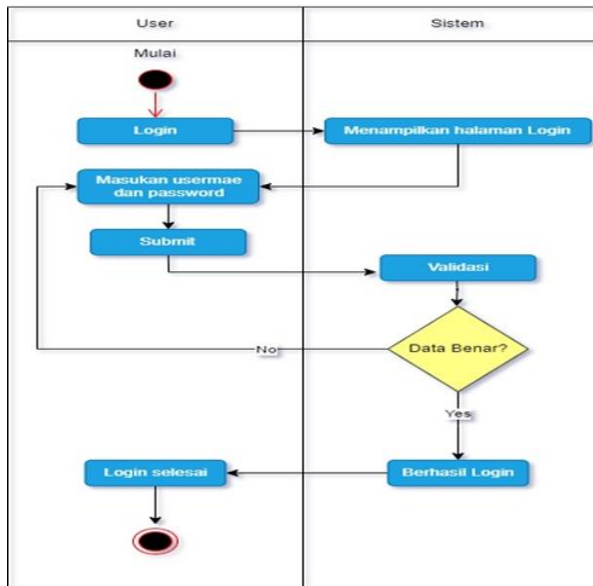 User
Sistem
Mulai
Login
Menampilkan halaman Login
Masukan usermae
dan password
Submit
Validasi
Data Benar?
No
Yes
Login selesai
Berhasil Login